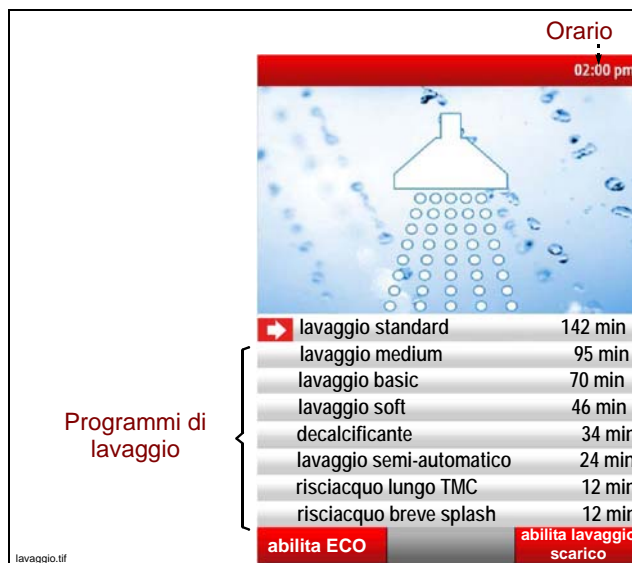 Orario
02:00 pm
lavaggio standard 142 min
lavaggio medium 95 min
lavaggio basic 70 min
lavaggio soft 46 min
decalcificante 34 min
lavaggio semi-automatico 24 min
risciacquo lungo TMC 12 min
risciacquo breve splash 12 min
Programmi di
lavaggio
abilita ECO
abilita lavaggio
scarico
lavaggio.tif